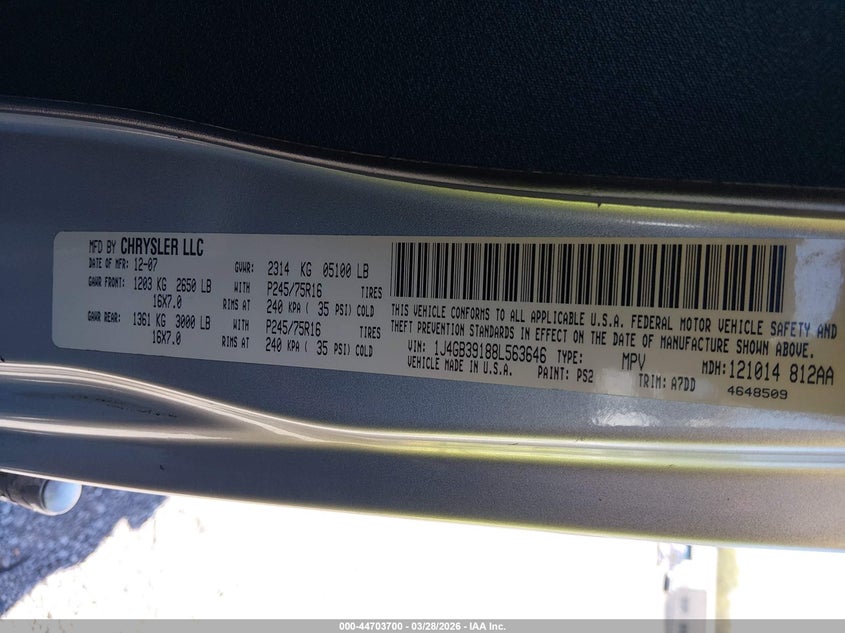 MFD BY CHRYSLER LLC
DATE OF MFR: 12-07 GVWR: 2314 KG 05100 LB
GAWR FRONT: 1203 KG 2650 LB WITH P245/75R16 TIRES
16X7.0 RIMS AT 240 KPA ( 35 PSI) COLD
GAWR REAR: 1361 KG 3000 LB WITH P245/75R16 TIRES
16X7.0 RIMS AT 240 KPA ( 35 PSI) COLD
THIS VEHICLE CONFORMS TO ALL APPLICABLE U.S.A. FEDERAL MOTOR VEHICLE SAFETY AND
THEFT PREVENTION STANDARDS IN EFFECT ON THE DATE OF MANUFACTURE SHOWN ABOVE.
VIN: 1J4GB39188L563646 TYPE: MPV MDH: 121014 812AA
VEHICLE MADE IN U.S.A. PAINT: PS2 TRIM: A7DD 4648509
000-44703700 - 03/28/2026 - IAA Inc.